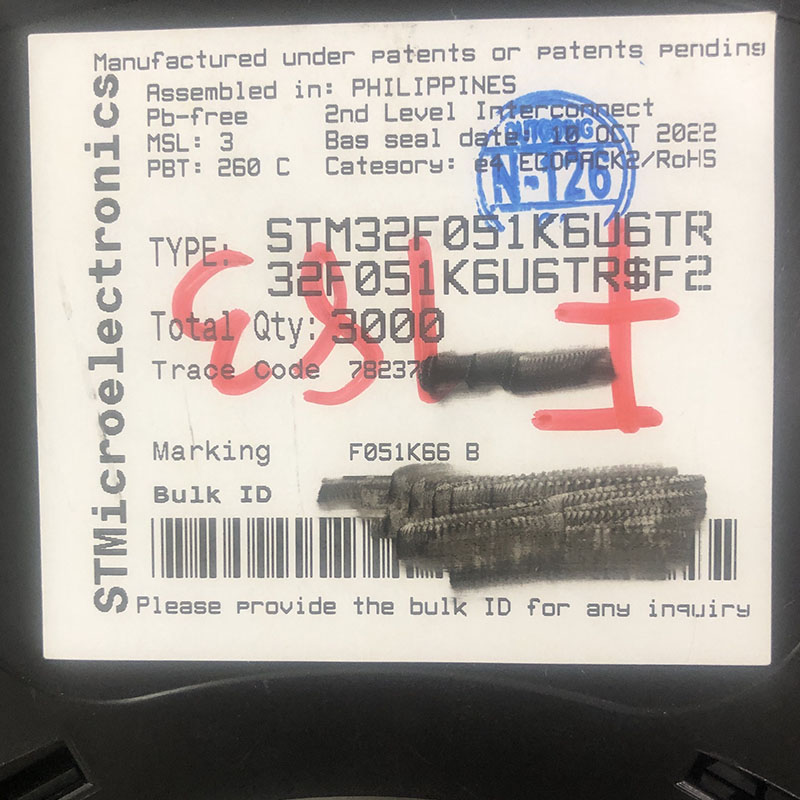 STMicroelectronics
Manufactured under patents or patents pending
Assembled in: PHILIPPINES
Pb-free 2nd Level Interconnect
MSL: 3 Bag seal date: 10 OCT 2022
PBT: 260 C Category: e4 ECOPACK2/RoHS
N-126
TYPE: STM32F051K6U6TR
32F051K6U6TR$F2
Total Qty: 3000
Trace Code 78237
Marking F051K66 B
Bulk ID
Please provide the bulk ID for any inquiry